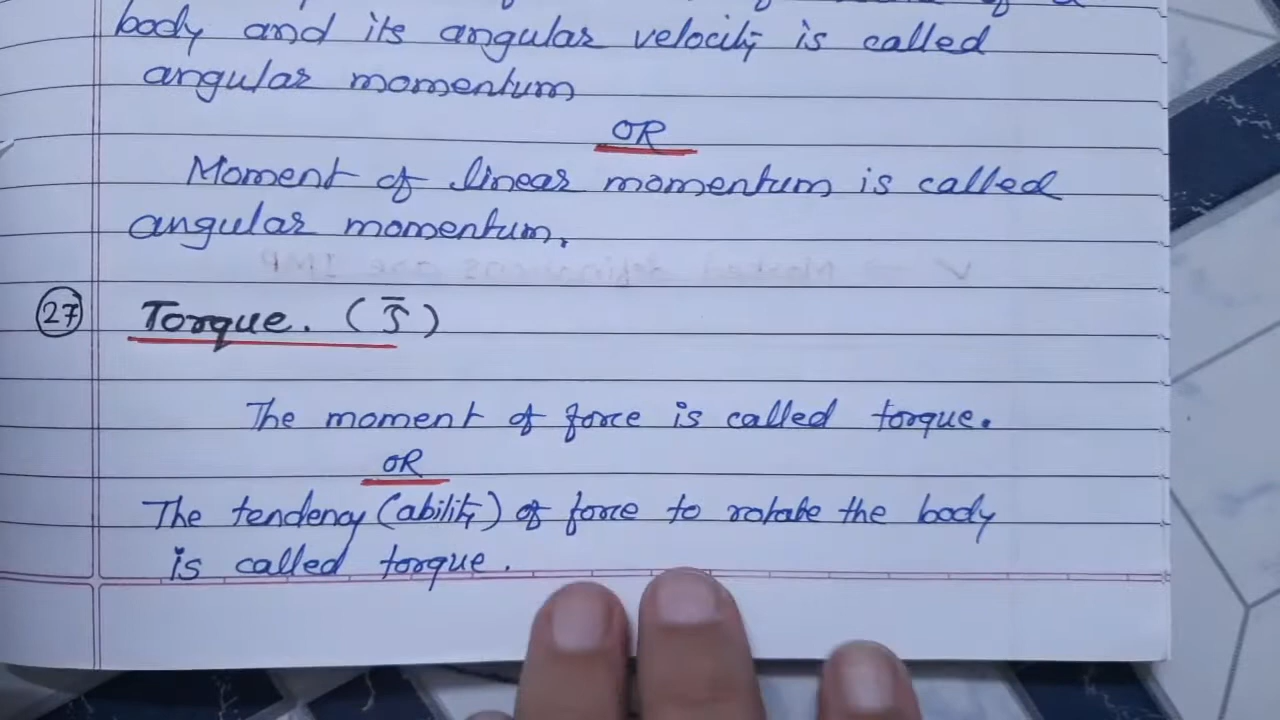 body and its angular velocity is called
angular momentum
OR
Moment of linear momentum is called
angular momentum.
27 Torque. (τ̅)
The moment of force is called torque.
OR
The tendency (ability) of force to rotate the body
is called torque.